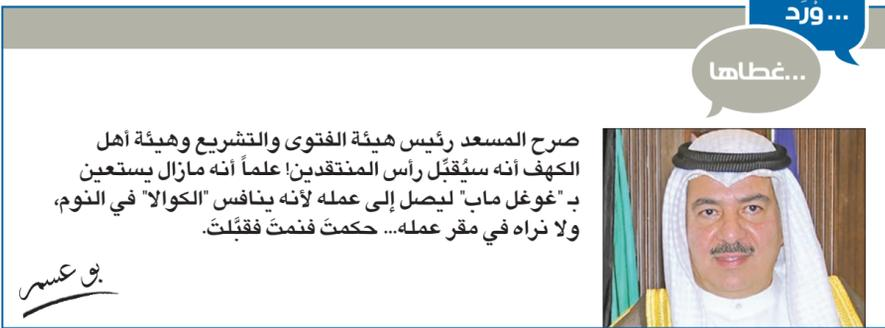 ...وْرَد
...غطاها
صرح المسعد رئيس هيئة الفتوى والتشريع وهيئة أهل
الكهف أنه سيُقبِّل رأس المنتقدين! علماً أنه مازال يستعين
بـ "غوغل ماب" ليصل إلى عمله لأنه ينافس "الكوالا" في النوم،
ولا نراه في مقر عمله... حكمتَ فنمتَ فقبَّلتَ.
بو عسم